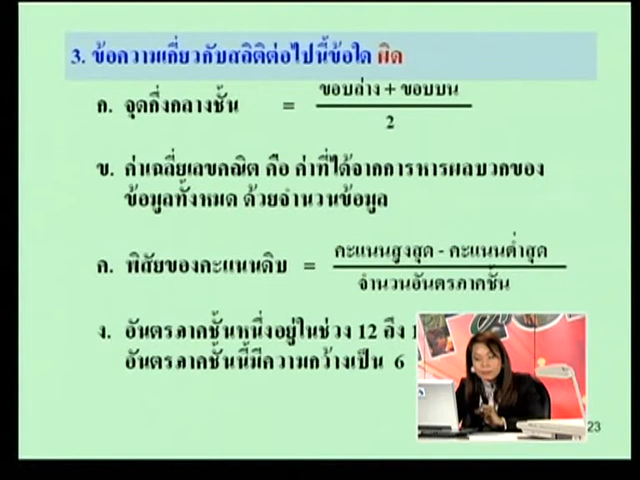 3. ข้อความเกี่ยวกับสถิติต่อไปนี้ข้อใด ผิด
ก. จุดกึ่งกลางชั้น = ขอบล่าง + ขอบบน
2
ข. ค่าเฉลี่ยเลขคณิต คือ ค่าที่ได้จากการหารผลบวกของ
ข้อมูลทั้งหมด ด้วยจำนวนข้อมูล
ค. พิสัยของคะแนนดิบ = คะแนนสูงสุด - คะแนนต่ำสุด
จำนวนอันตรภาคชั้น
ง. อันตรภาคชั้นหนึ่งอยู่ในช่วง 12 ถึง
อันตรภาคชั้นนี้มีความกว้างเป็น 6
23